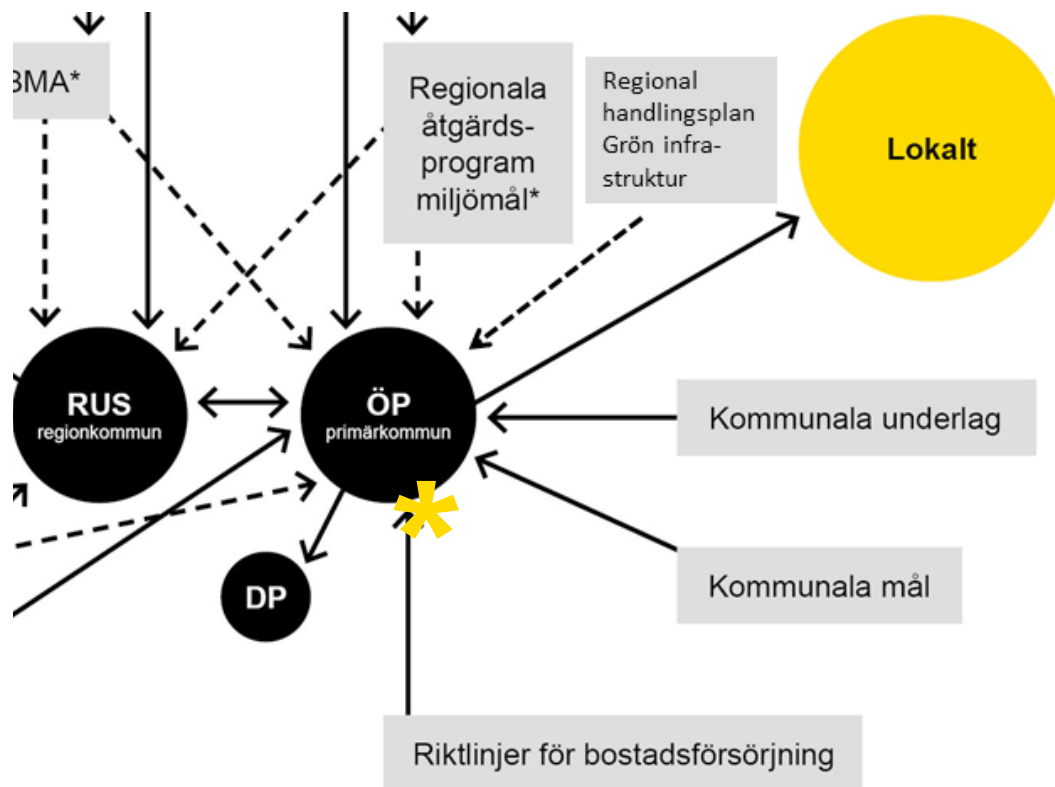 BMA*
Regionala
åtgärds-
program
miljömål*
Regional
handlingsplan
Grön infra-
struktur
Lokalt
RUS
regionkommun
ÖP
primärkommun
Kommunala underlag
DP
Kommunala mål
Riktlinjer för bostadsförsörjning